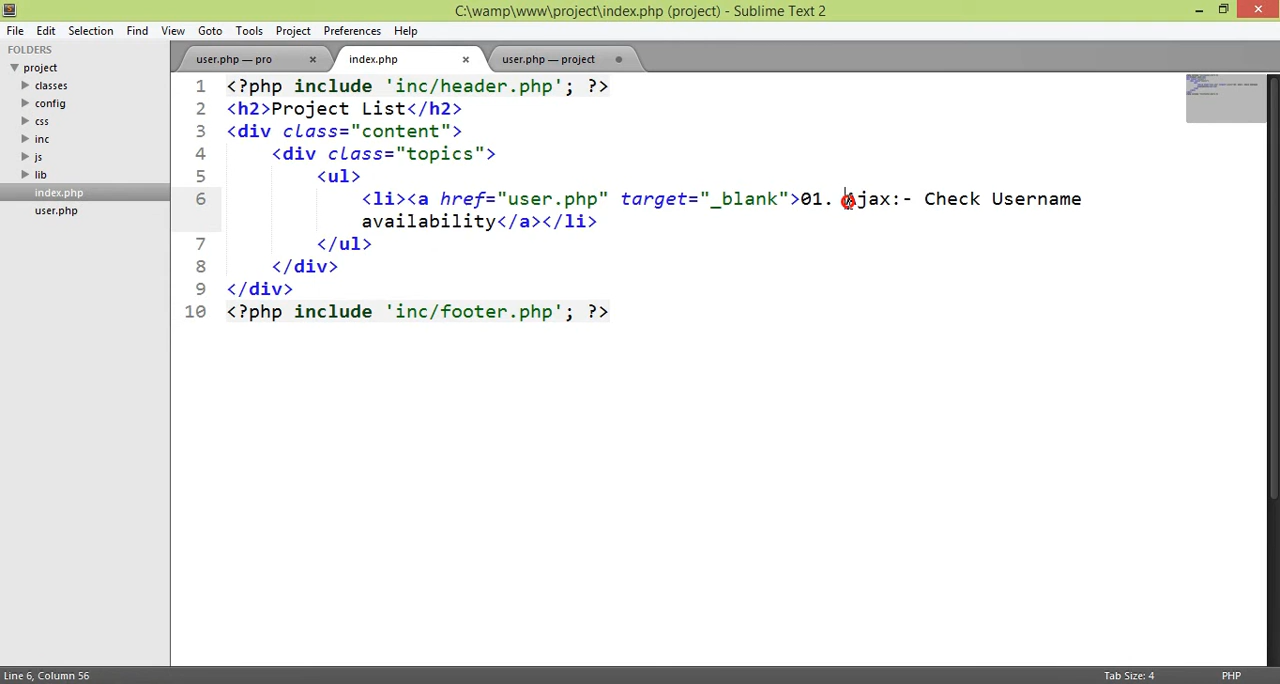 C:\wamp\www\project\index.php (project) - Sublime Text 2
File Edit Selection Find View Goto Tools Project Preferences Help
FOLDERS
project
classes
config
css
inc
js
lib
index.php
user.php
user.php — pro × index.php × user.php — project
1 <?php include 'inc/header.php'; ?>
2 <h2>Project List</h2>
3 <div class="content">
4 <div class="topics">
5 <ul>
6 <li><a href="user.php" target="_blank">01. Ajax:- Check Username
availability</a></li>
7 </ul>
8 </div>
9 </div>
10 <?php include 'inc/footer.php'; ?>
Line 6, Column 56 Tab Size: 4 PHP